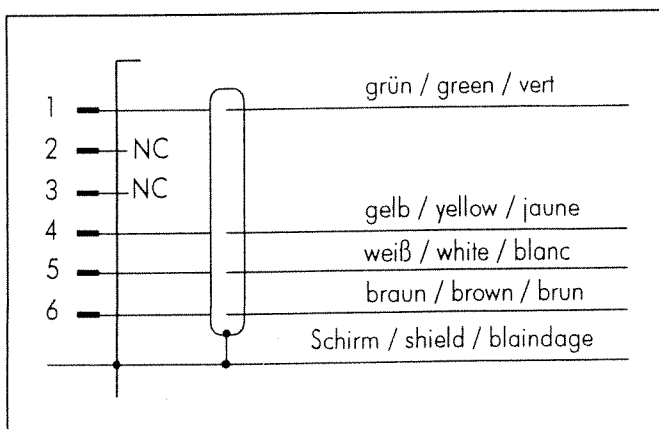 1 grün / green / vert
2 NC
3 NC
4 gelb / yellow / jaune
5 weiß / white / blanc
6 braun / brown / brun
Schirm / shield / blaindage